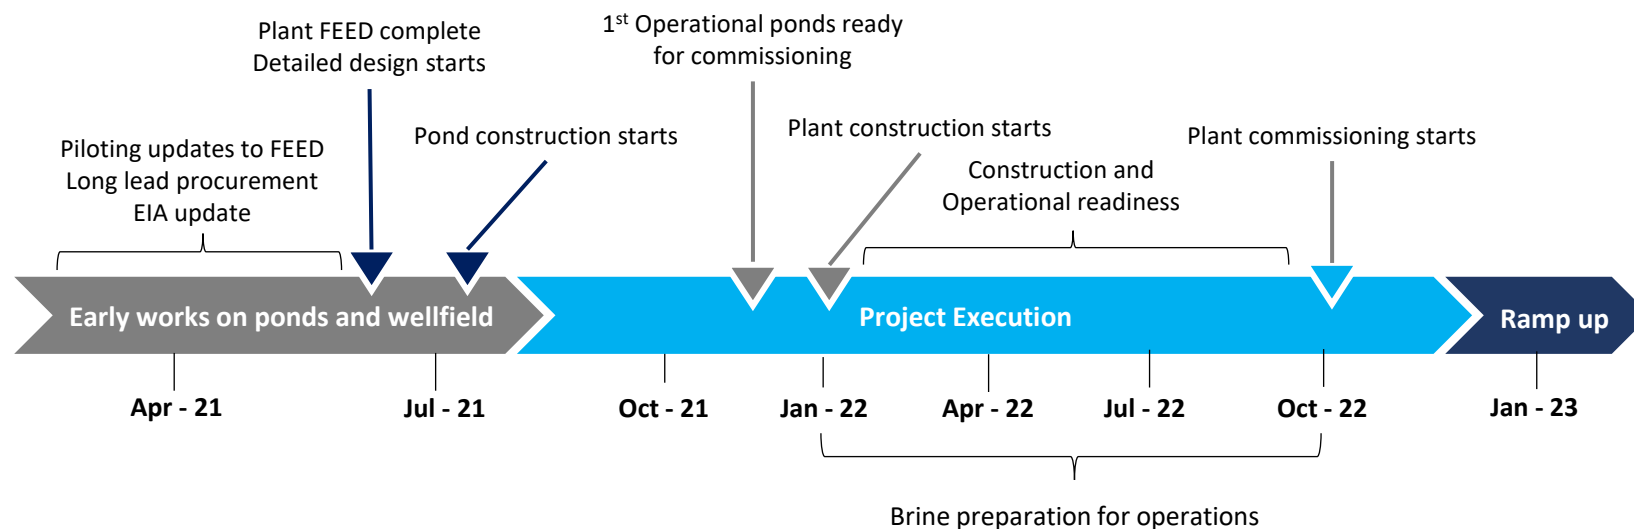 Plant FEED complete
Detailed design starts
1st Operational ponds ready
for commissioning
Pond construction starts
Plant construction starts
Plant commissioning starts
Piloting updates to FEED
Long lead procurement
EIA update
Construction and
Operational readiness
Early works on ponds and wellfield
Project Execution
Ramp up
Apr - 21
Jul - 21
Oct - 21
Jan - 22
Apr - 22
Jul - 22
Oct - 22
Jan - 23
Brine preparation for operations